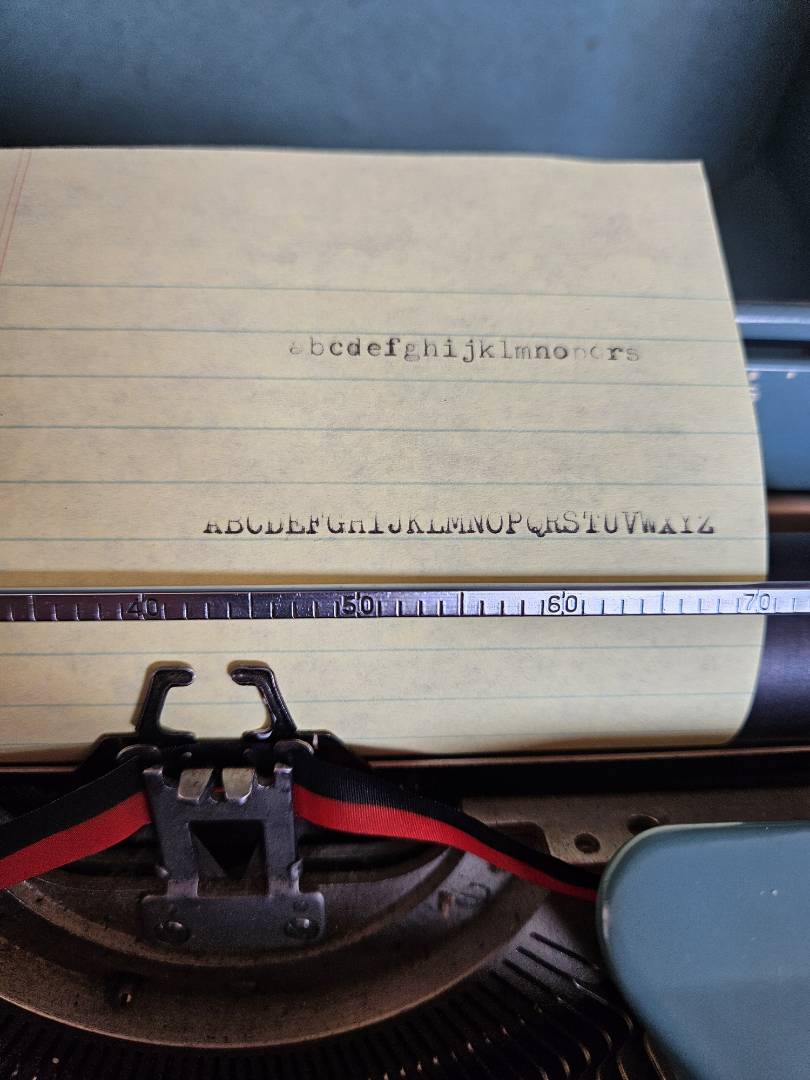 abcdefghijklmnopqrs
ABCDEFGHIJKLMNOPQRSTUVWXYZ
40 50 60 70